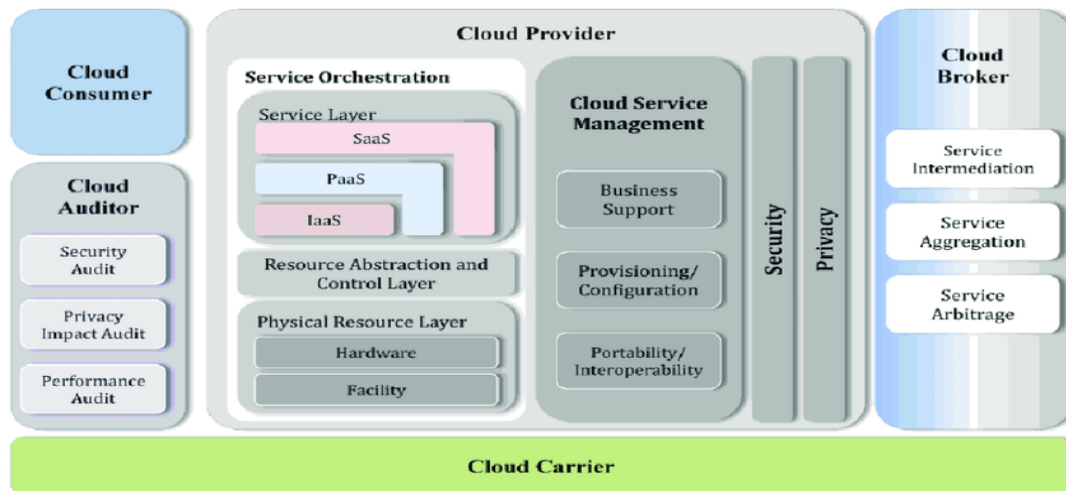 Cloud
Consumer
Cloud
Auditor
Security
Audit
Privacy
Impact Audit
Performance
Audit
Cloud Provider
Service Orchestration
Service Layer
SaaS
PaaS
IaaS
Resource Abstraction and
Control Layer
Physical Resource Layer
Hardware
Facility
Cloud Service
Management
Business
Support
Provisioning/
Configuration
Portability/
Interoperability
Security
Privacy
Cloud
Broker
Service
Intermediation
Service
Aggregation
Service
Arbitrage
Cloud Carrier